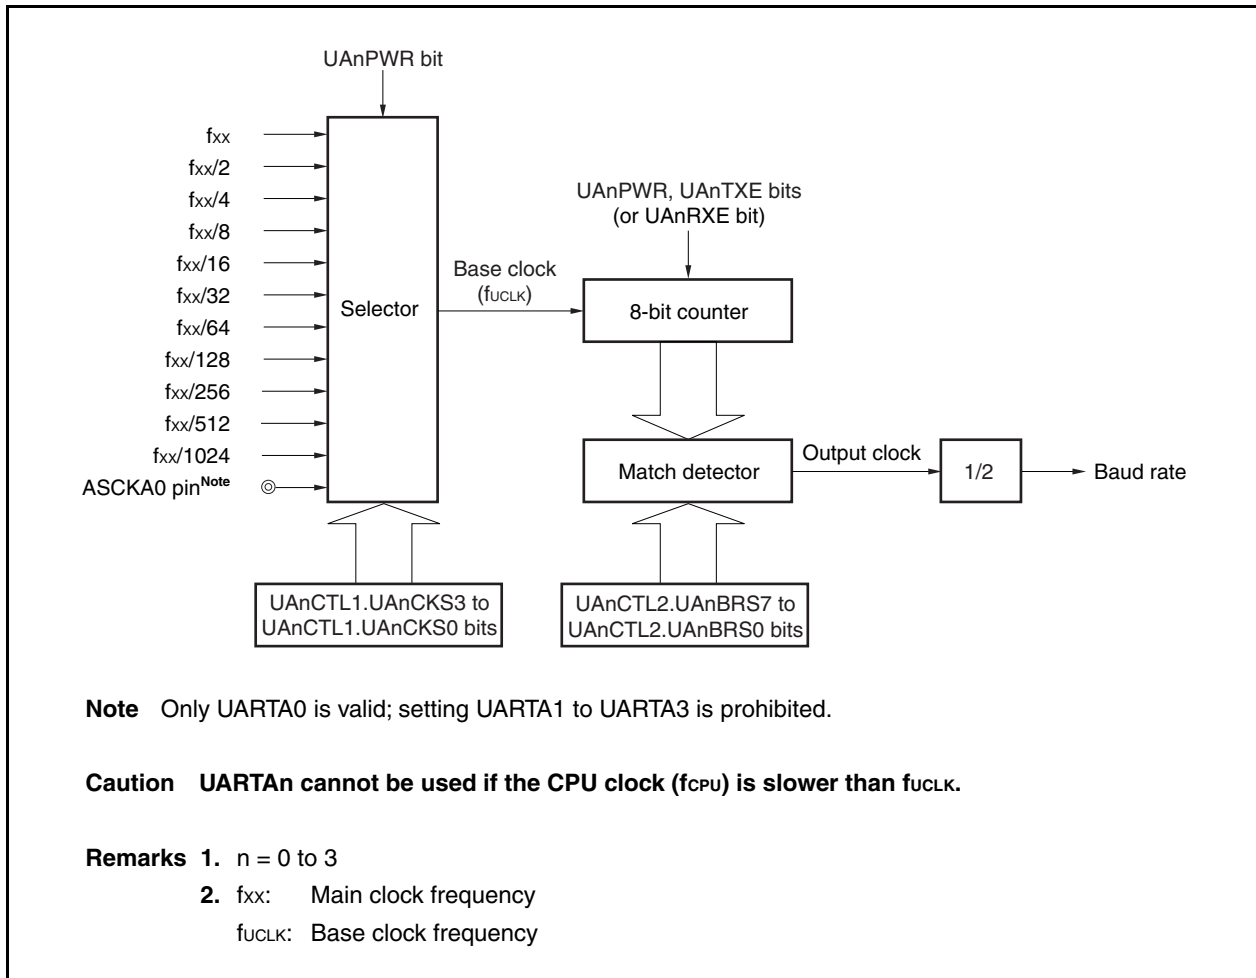 UAnPWR bit
fxx
fxx/2
fxx/4
fxx/8
fxx/16
fxx/32
fxx/64
fxx/128
fxx/256
fxx/512
fxx/1024
ASCKA0 pinNote
Selector
Base clock
(fUCLK)
UAnPWR, UAnTXE bits
(or UAnRXE bit)
8-bit counter
Match detector
Output clock
1/2
Baud rate
UAnCTL1.UAnCKS3 to
UAnCTL1.UAnCKS0 bits
UAnCTL2.UAnBRS7 to
UAnCTL2.UAnBRS0 bits
Note Only UARTA0 is valid; setting UARTA1 to UARTA3 is prohibited.
Caution UARTAn cannot be used if the CPU clock (fCPU) is slower than fUCLK.
Remarks 1. n = 0 to 3
2. fxx: Main clock frequency
fUCLK: Base clock frequency